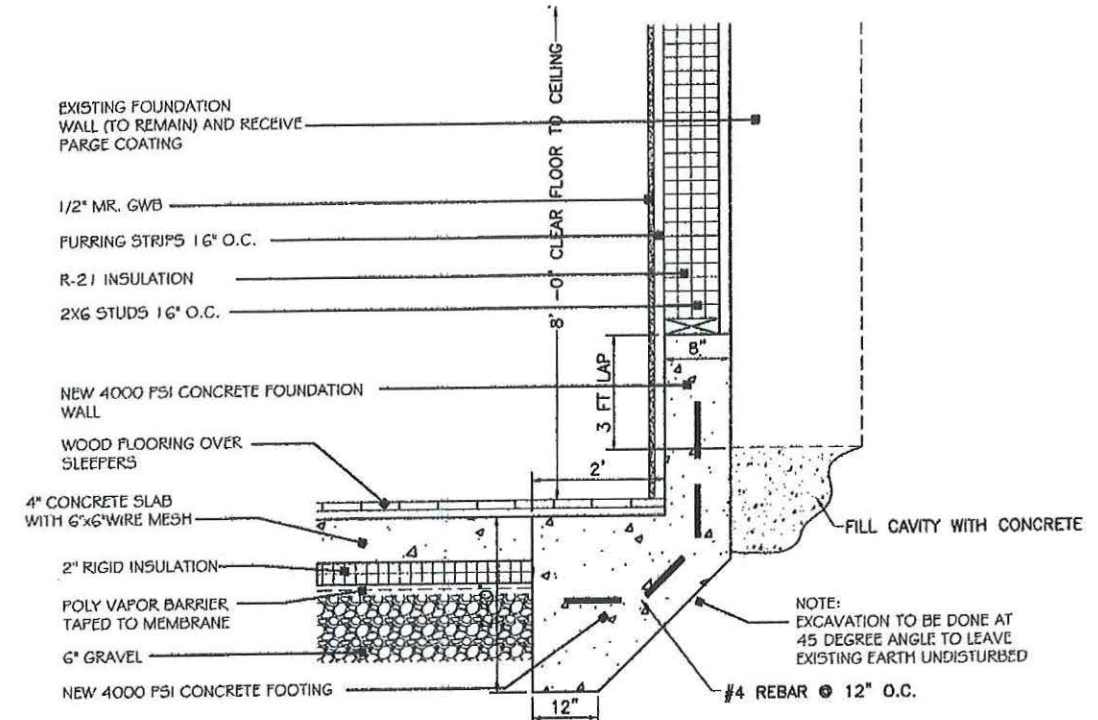 EXISTING FOUNDATION
WALL (TO REMAIN) AND RECEIVE
PARGE COATING
1/2" MR. GWB
FURRING STRIPS 16" O.C.
R-21 INSULATION
2X6 STUDS 16" O.C.
NEW 4000 PSI CONCRETE FOUNDATION
WALL
WOOD FLOORING OVER
SLEEPERS
4" CONCRETE SLAB
WITH 6"x6"WIRE MESH
2" RIGID INSULATION
POLY VAPOR BARRIER
TAPED TO MEMBRANE
6" GRAVEL
NEW 4000 PSI CONCRETE FOOTING
8'-0" CLEAR FLOOR TO CEILING
3 FT LAP
8"
2'
12"
FILL CAVITY WITH CONCRETE
NOTE:
EXCAVATION TO BE DONE AT
45 DEGREE ANGLE TO LEAVE
EXISTING EARTH UNDISTURBED
#4 REBAR @ 12" O.C.